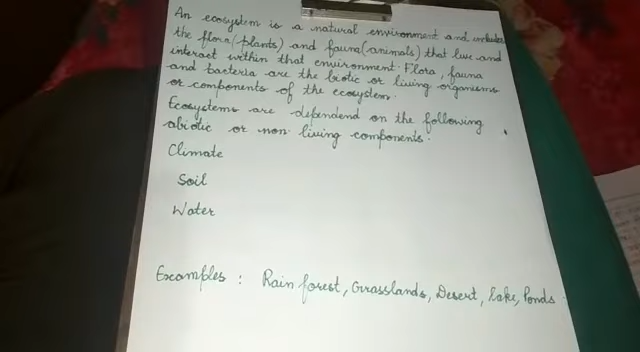 An ecosystem is a natural environment and includes
the flora (plants) and fauna (animals) that live and
interact within that environment. Flora, fauna
and bacteria are the biotic or living organisms
or components of the ecosystem.
Ecosystems are dependend on the following
abiotic or non living components.
Climate
Soil
Water
Examples : Rain forest, Grasslands, Desert, Lake, Ponds